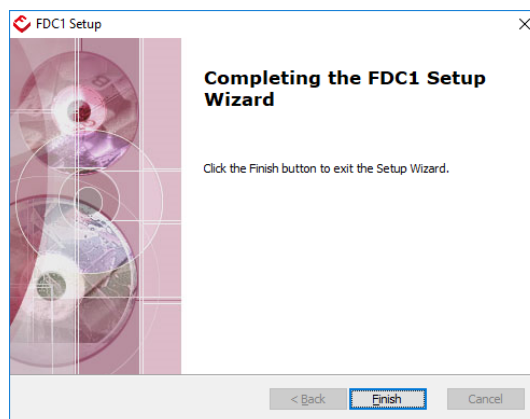 FDC1 Setup
Completing the FDC1 Setup
Wizard
Click the Finish button to exit the Setup Wizard.
< Back
Finish
Cancel